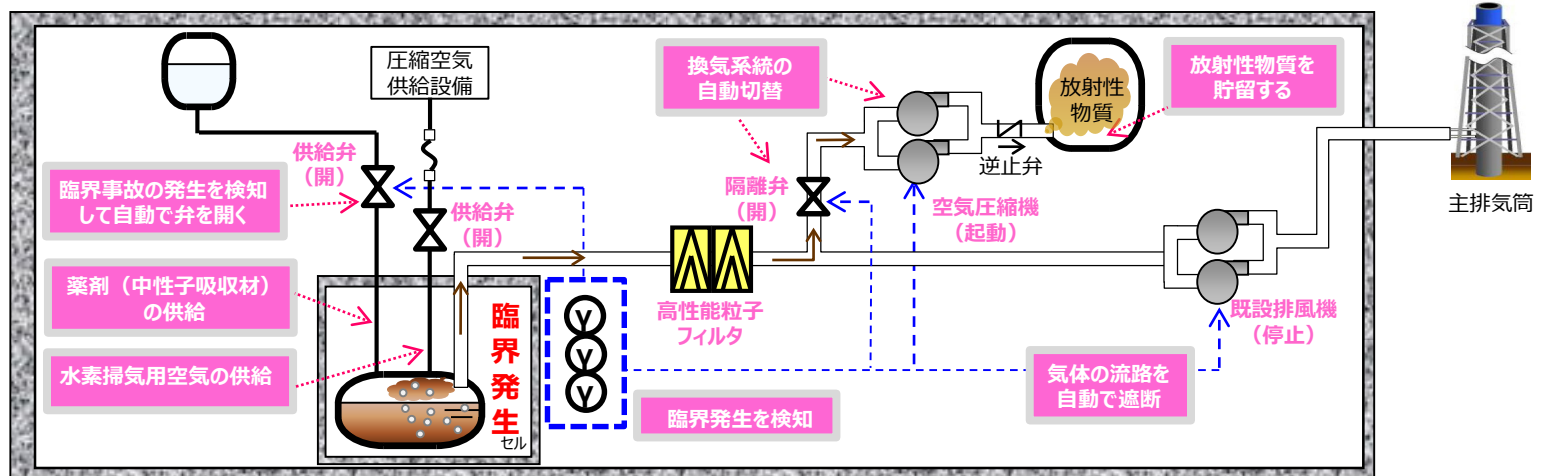 圧縮空気
供給設備
供給弁
（開）
臨界事故の発生を検知
して自動で弁を開く
供給弁
（開）
薬剤（中性子吸収材）
の供給
水素掃気用空気の供給
臨界発生
セル
γ
γ
γ
臨界発生を検知
高性能粒子
フィルタ
換気系統の
自動切替
隔離弁
（開）
空気圧縮機
（起動）
逆止弁
放射性
物質
放射性物質を
貯留する
気体の流路を
自動で遮断
既設排風機
（停止）
主排気筒